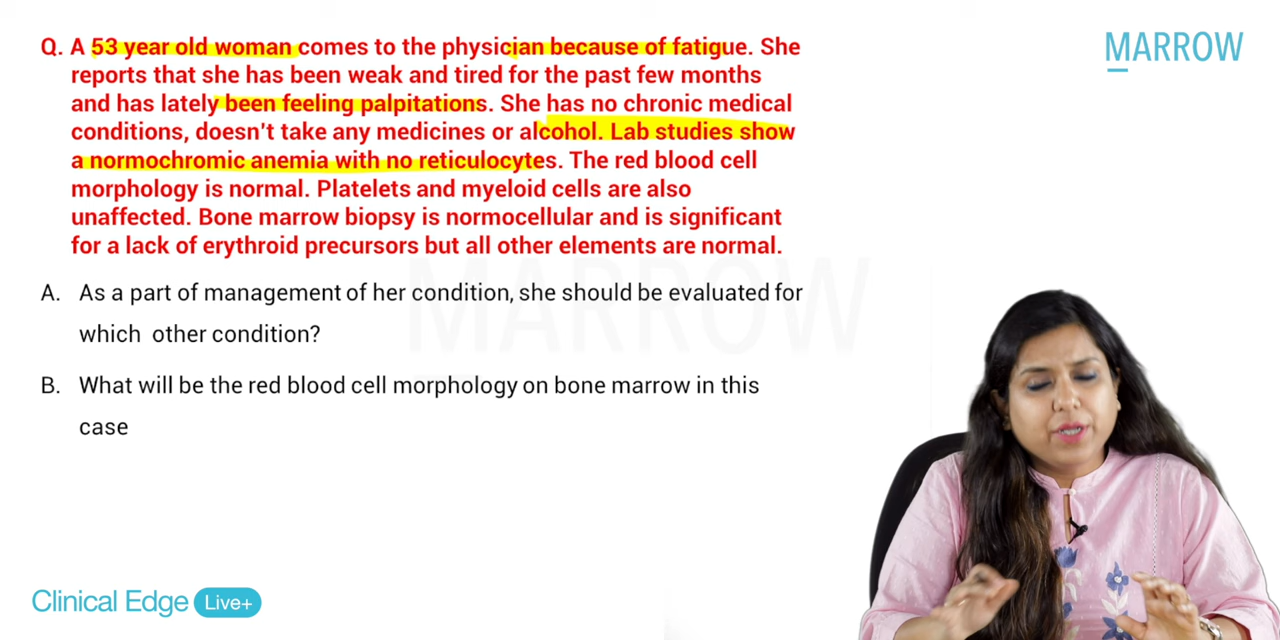 Q. A 53 year old woman comes to the physician because of fatigue. She
reports that she has been weak and tired for the past few months
and has lately been feeling palpitations. She has no chronic medical
conditions, doesn't take any medicines or alcohol. Lab studies show
a normochromic anemia with no reticulocytes. The red blood cell
morphology is normal. Platelets and myeloid cells are also
unaffected. Bone marrow biopsy is normocellular and is significant
for a lack of erythroid precursors but all other elements are normal.
A. As a part of management of her condition, she should be evaluated for
which other condition?
B. What will be the red blood cell morphology on bone marrow in this
case
MARROW
MARROW
Clinical Edge Live+